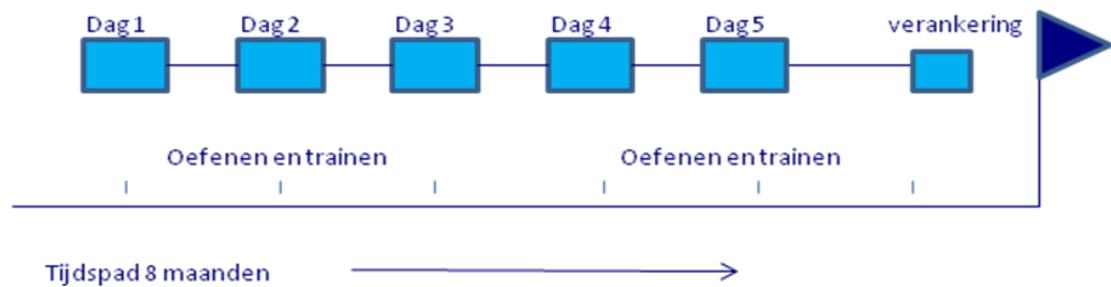 Dag 1 Dag 2 Dag 3 Dag 4 Dag 5 verankering
Oefenen en trainen Oefenen en trainen
Tijdspad 8 maanden